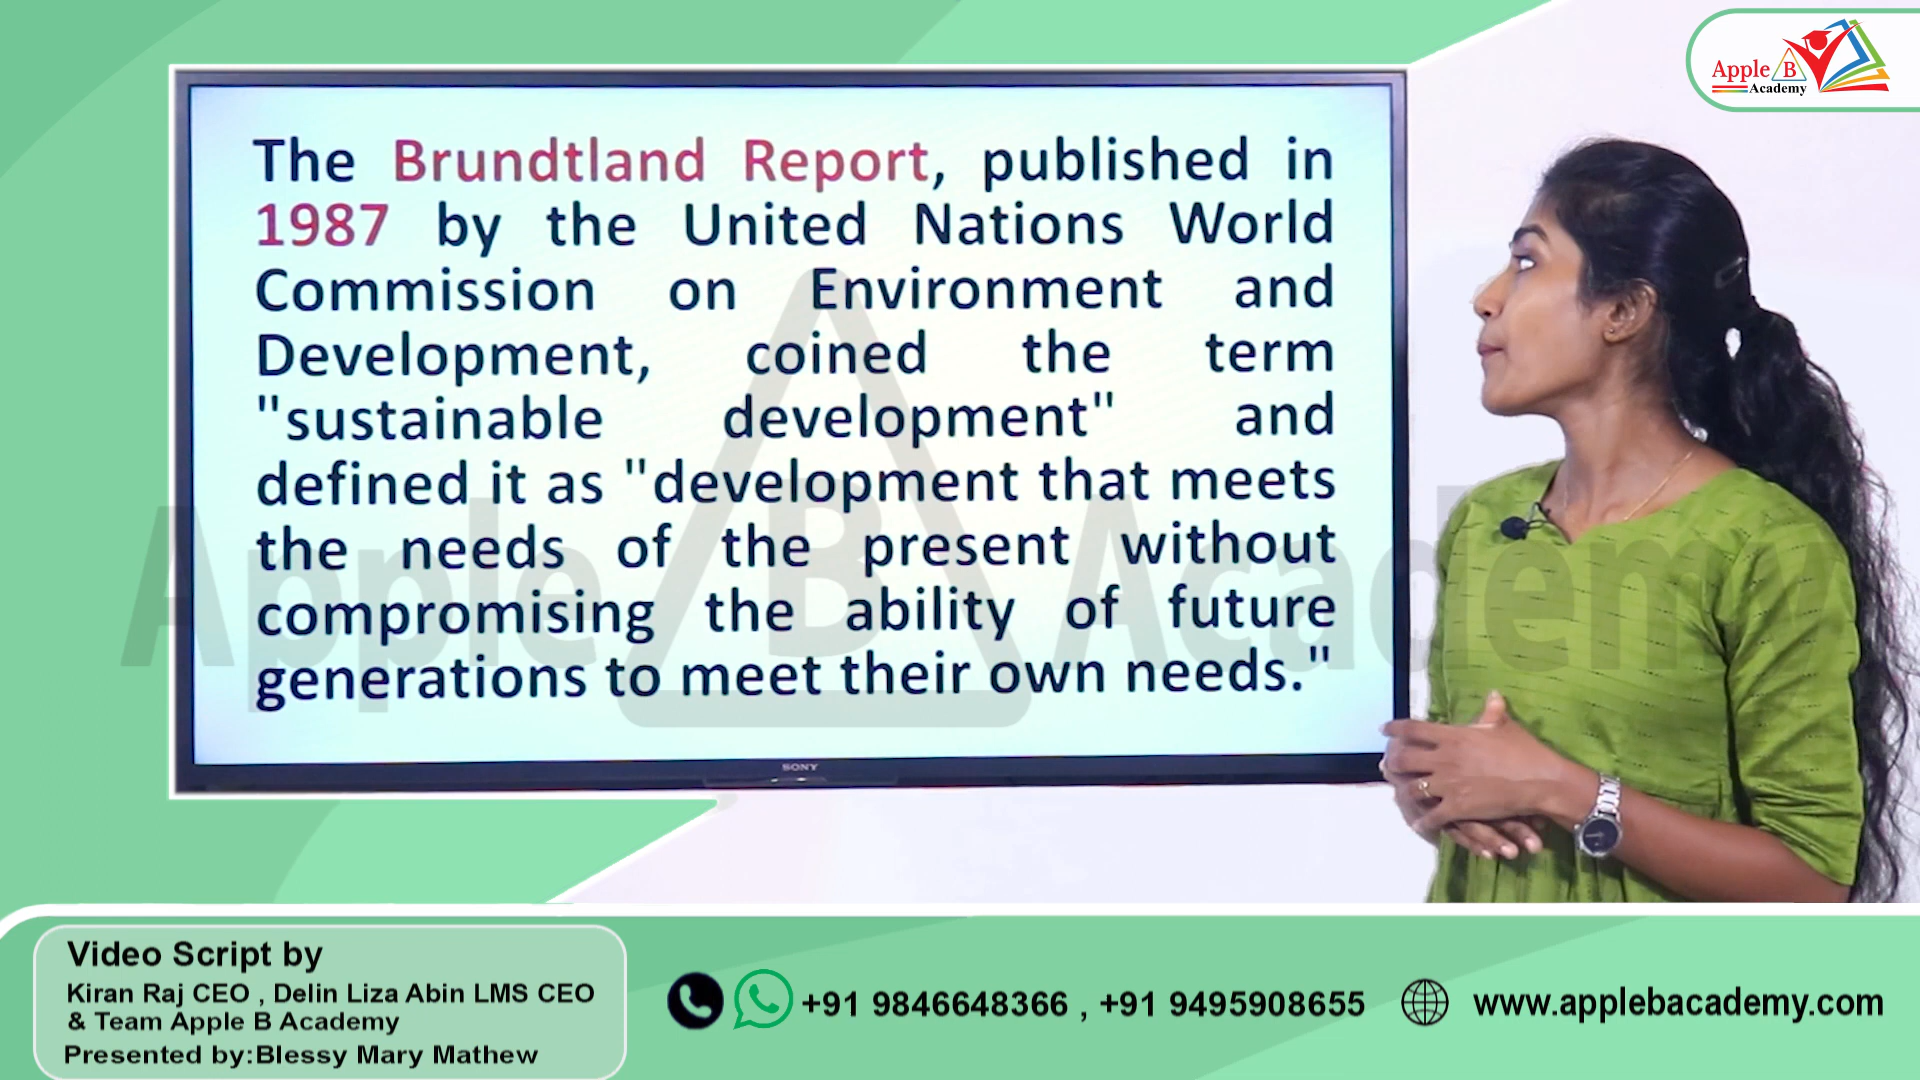 Apple B
Academy
The Brundtland Report, published in
1987 by the United Nations World
Commission on Environment and
Development, coined the term
"sustainable development" and
defined it as "development that meets
the needs of the present without
compromising the ability of future
generations to meet their own needs."
Apple B Academy
SONY
Video Script by
Kiran Raj CEO , Delin Liza Abin LMS CEO
& Team Apple B Academy
Presented by:Blessy Mary Mathew
+91 9846648366 , +91 9495908655
www.applebacademy.com